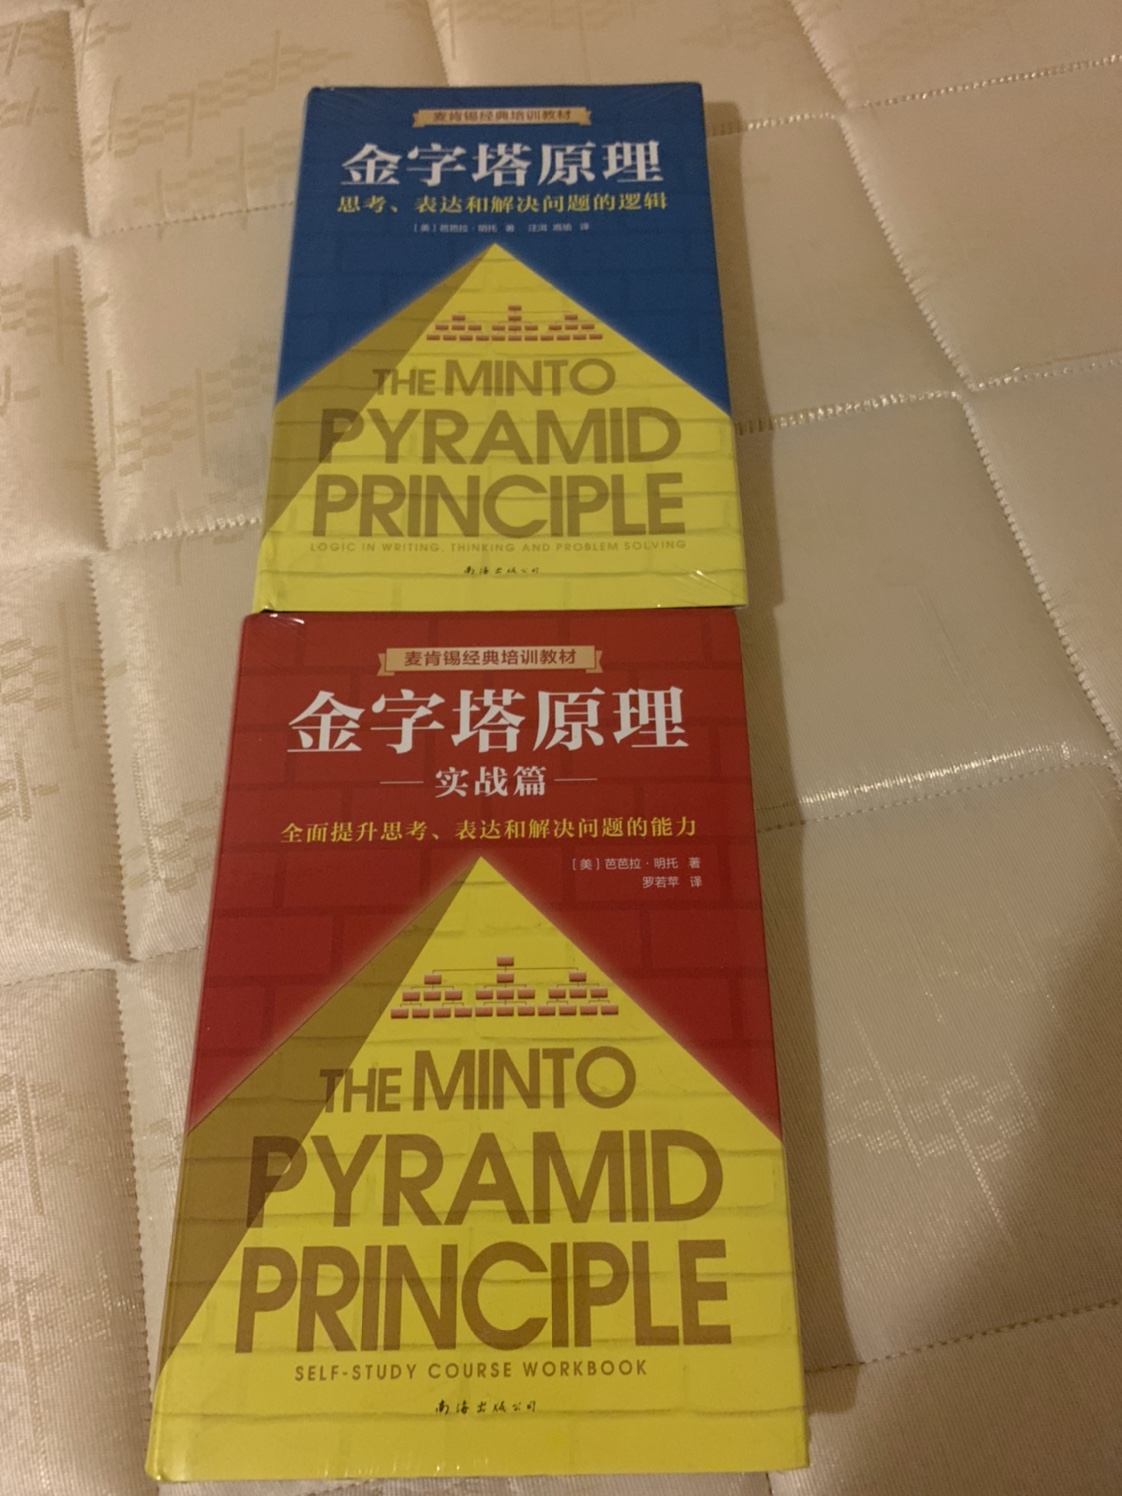 麦肯锡经典培训教材
金字塔原理
思考、表达和解决问题的逻辑
[美]芭芭拉·明托 著 汪洱 高愉 译
THE MINTO
PYRAMID
PRINCIPLE
LOGIC IN WRITING, THINKING AND PROBLEM SOLVING
南海出版公司
麦肯锡经典培训教材
金字塔原理
实战篇
全面提升思考、表达和解决问题的能力
[美]芭芭拉·明托 著
罗若苹 译
THE MINTO
PYRAMID
PRINCIPLE
SELF-STUDY COURSE WORKBOOK
南海出版公司